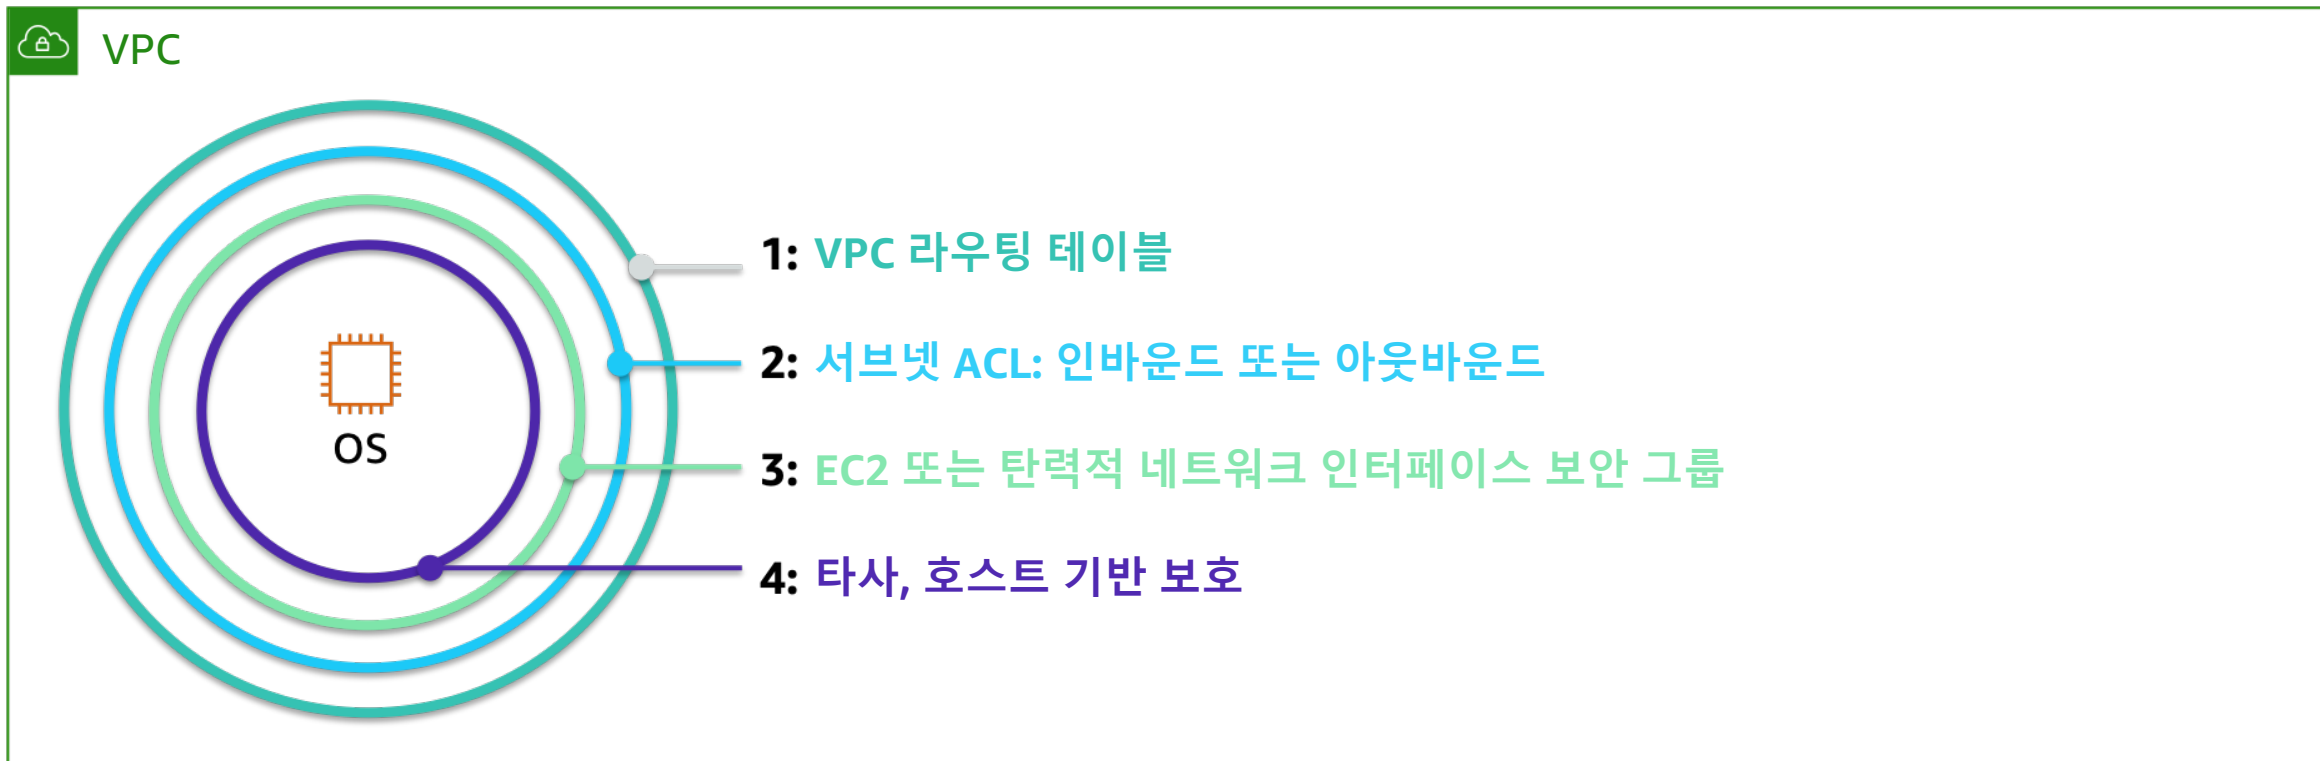 VPC
1: VPC 라우팅 테이블
2: 서브넷 ACL: 인바운드 또는 아웃바운드
OS
3: EC2 또는 탄력적 네트워크 인터페이스 보안 그룹
4: 타사, 호스트 기반 보호